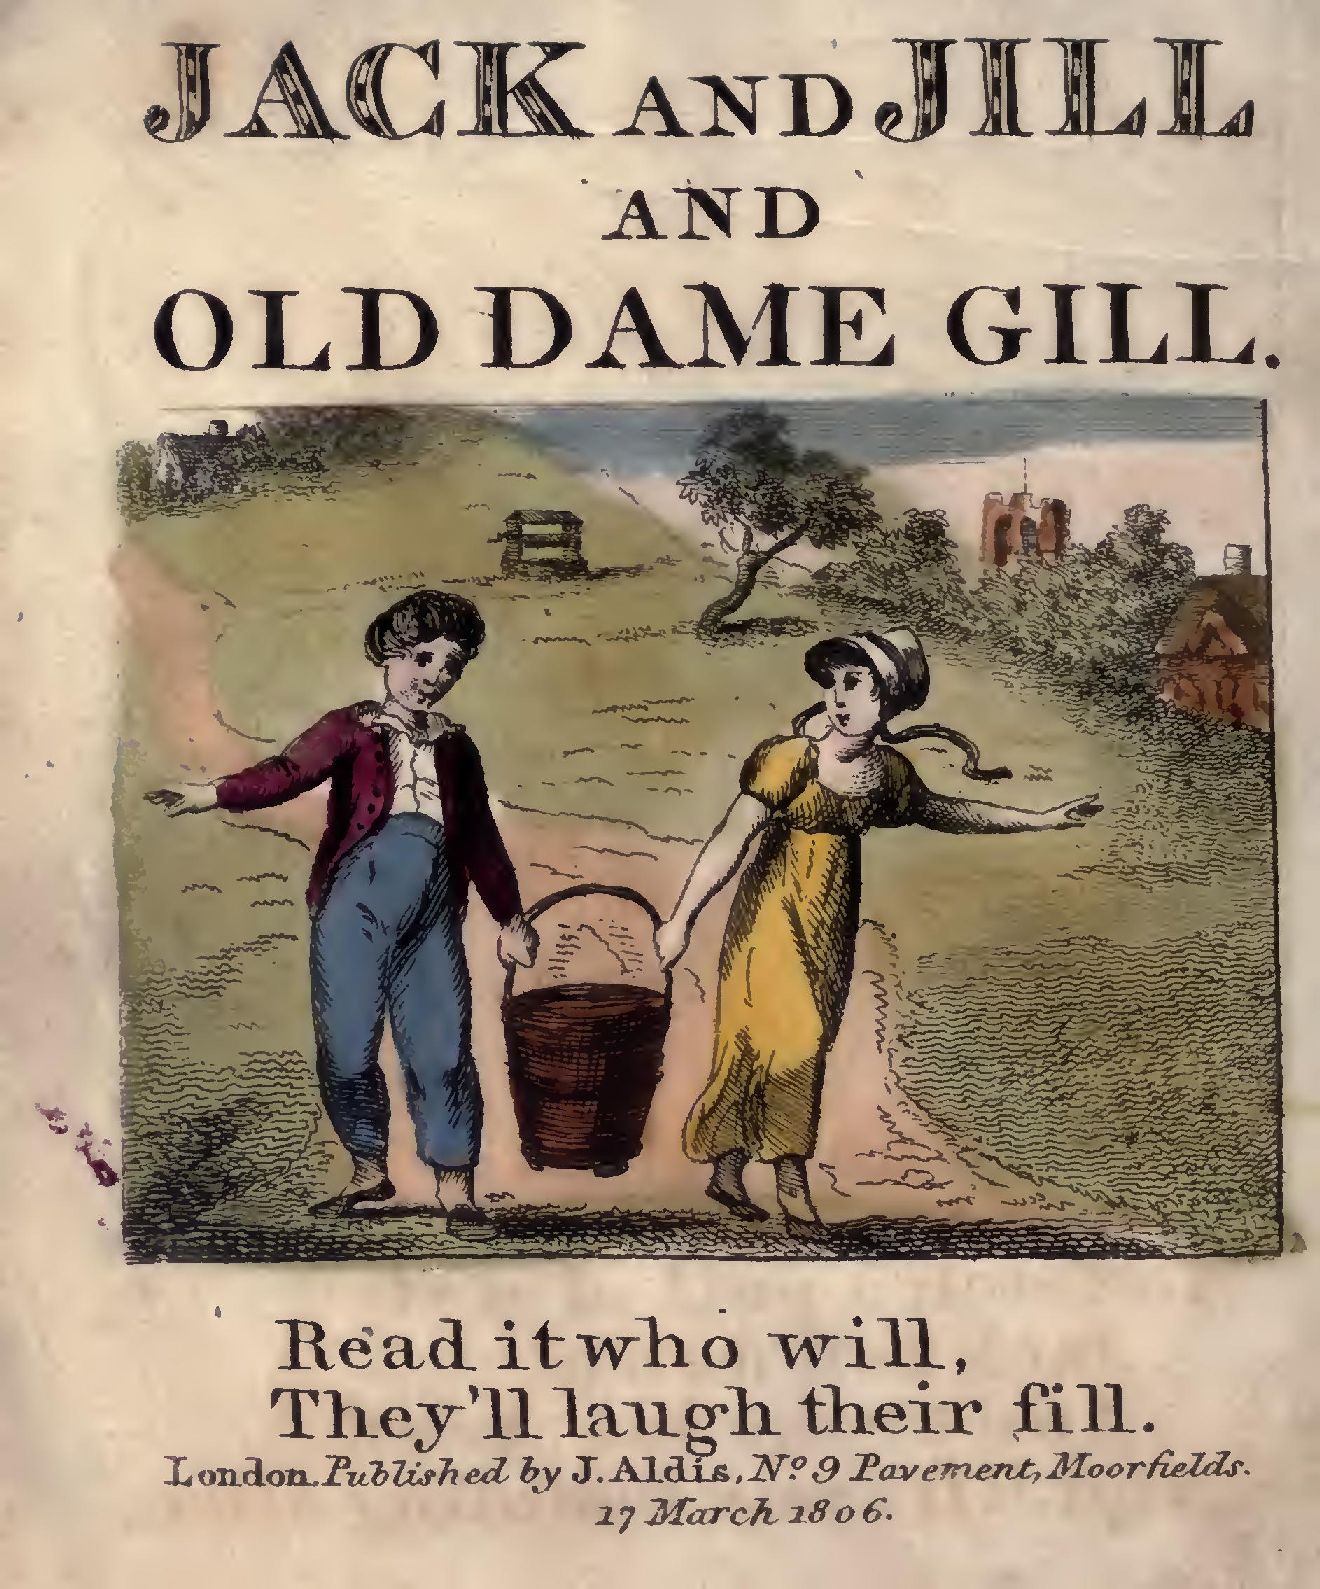 JACK AND JILL
AND
OLD DAME GILL.
Read it who will,
They'll laugh their fill.
London. Published by J. Aldis, No. 9 Pavement, Moorfields.
17 March 1806.